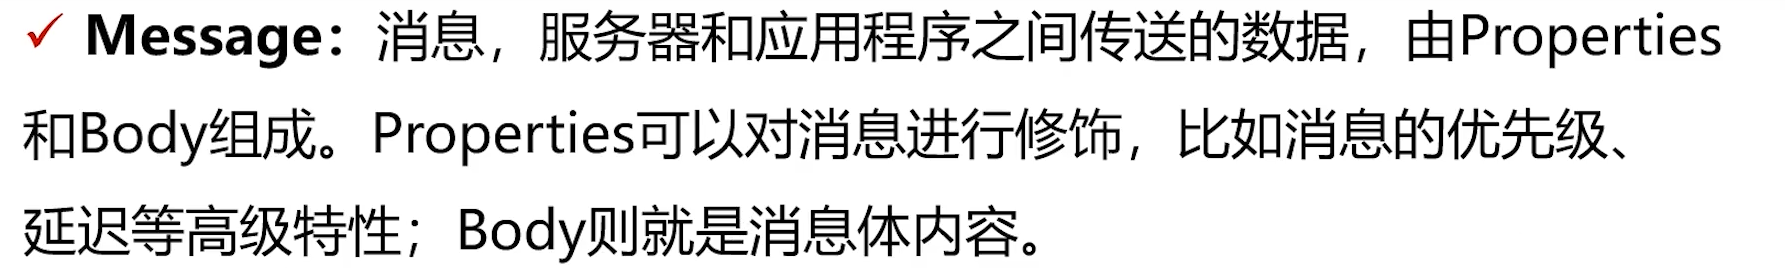 ✓ Message：消息，服务器和应用程序之间传送的数据，由Properties
和Body组成。Properties可以对消息进行修饰，比如消息的优先级、
延迟等高级特性；Body则就是消息体内容。